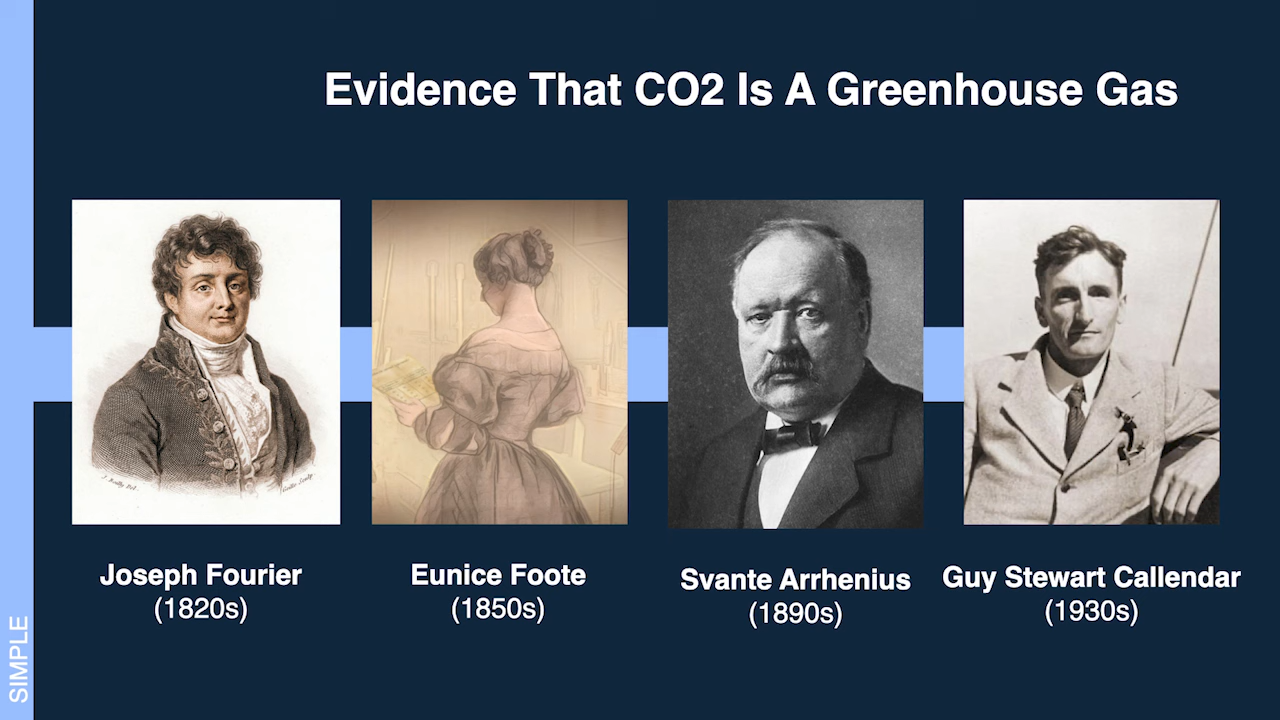 Evidence That CO2 Is A Greenhouse Gas
Joseph Fourier
(1820s)
Eunice Foote
(1850s)
Svante Arrhenius
(1890s)
Guy Stewart Callendar
(1930s)
SIMPLE